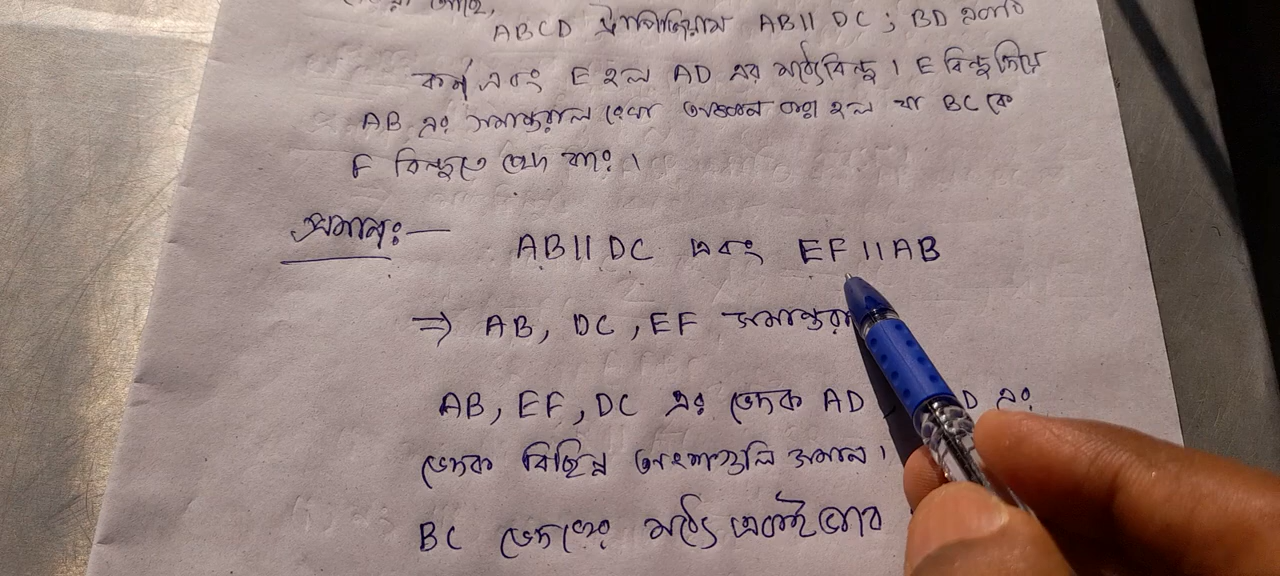 ABCD ট্রাপিজিয়াম AB॥DC ; BD একটি
কর্ণ এবং E হল AD এর মধ্যবিন্দু। E বিন্দু দিয়ে
AB এর সমান্তরাল রেখা অঙ্কন করা হল যা BC কে
F বিন্দুতে ছেদ করে।
প্রমাণঃ—
AB॥DC এবং EF॥AB
⇒ AB, DC, EF সমান্তরা
AB, EF, DC এর ছেদক AD D এর
ছেদক বিচ্ছিন্ন অংশগুলি সমান।
BC ছেদকের মধ্যে একইভাবে